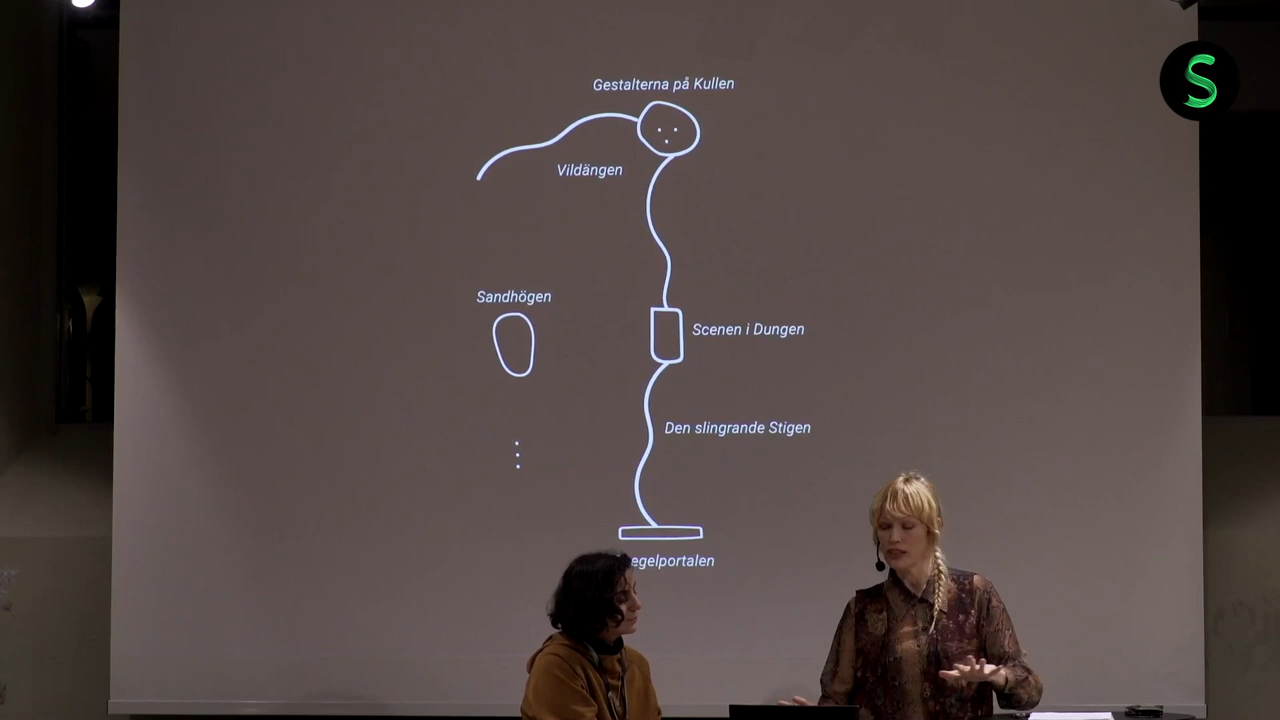 Gestalterna på Kullen
Vildängen
Sandhögen
Scenen i Dungen
Den slingrande Stigen
S